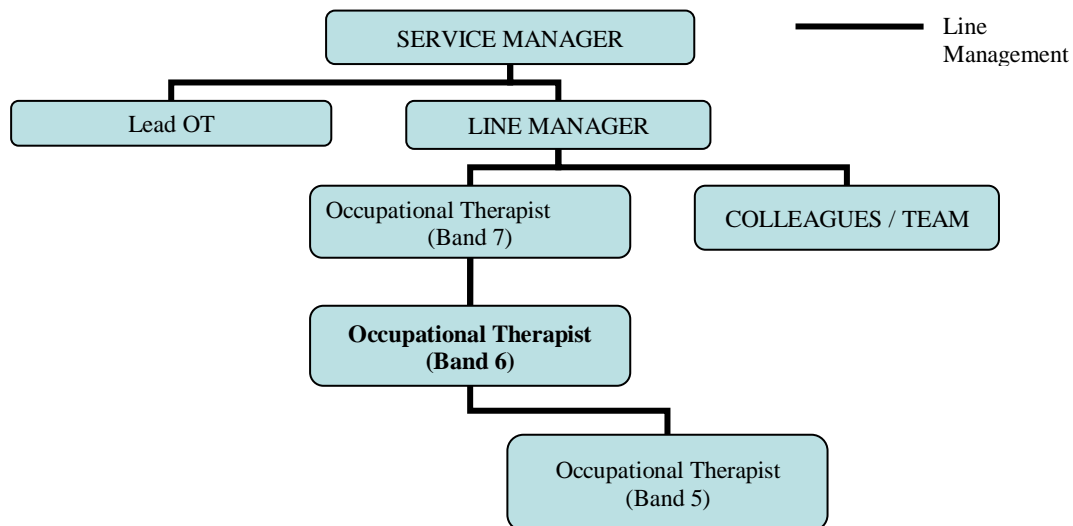 SERVICE MANAGER
Line
Management
Lead OT
LINE MANAGER
Occupational Therapist
(Band 7)
COLLEAGUES / TEAM
Occupational Therapist
(Band 6)
Occupational Therapist
(Band 5)